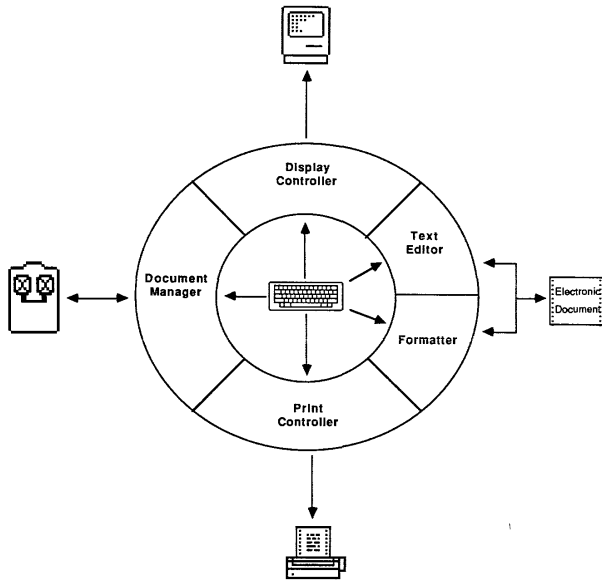 Display
Controller
Text
Editor
Document
Manager
Electronic
Document
Formatter
Print
Controller